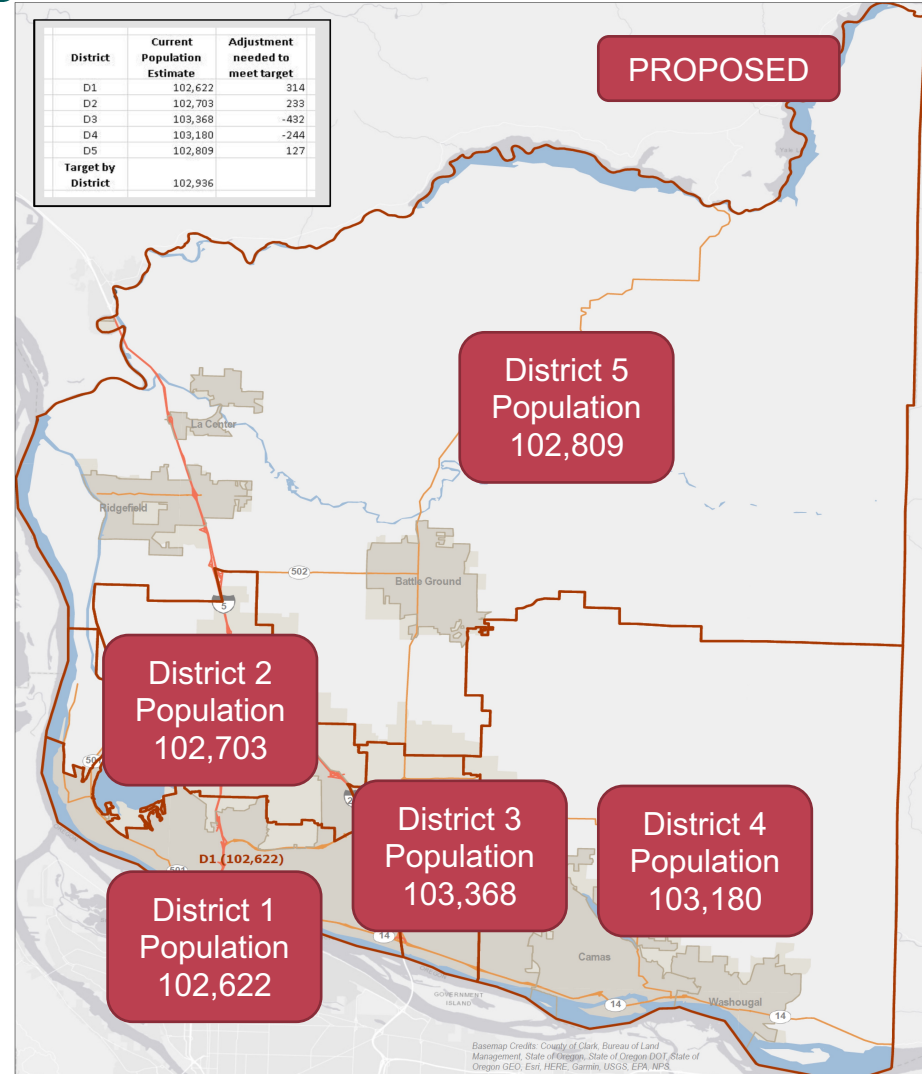 PROPOSED
District Current Population Estimate Adjustment needed to meet target
D1 102,622 314
D2 102,703 233
D3 103,368 -432
D4 103,180 -244
D5 102,809 127
Target by District 102,936
District 5
Population
102,809
La Center
Ridgefield
502
Battle Ground
5
District 2
Population
102,703
D1 (102,622)
District 3
Population
103,368
District 4
Population
103,180
District 1
Population
102,622
14
Camas
GOVERNMENT
ISLAND
Washougal
14
14
Basemap Credits: County of Clark, Bureau of Land
Management, State of Oregon, State of Oregon DOT, State of
Oregon GEO, Esri, HERE, Garmin, USGS, EPA, NPS